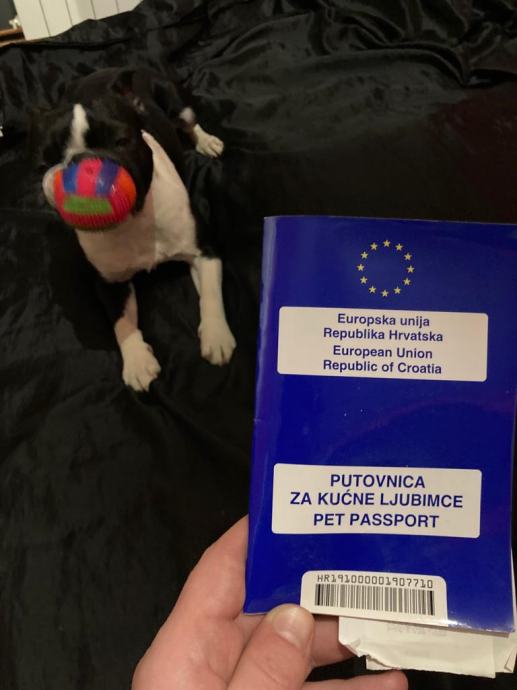 Europska unija
Republika Hrvatska
European Union
Republic of Croatia
PUTOVNICA
ZA KUĆNE LJUBIMCE
PET PASSPORT
HR191000001907710